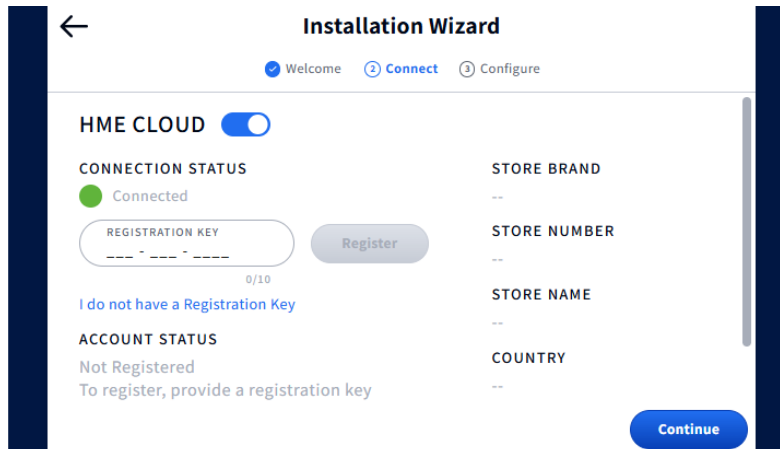 Installation Wizard
Welcome 2 Connect 3 Configure
HME CLOUD
CONNECTION STATUS
Connected
REGISTRATION KEY
___ - ___ - ____
Register
0/10
I do not have a Registration Key
ACCOUNT STATUS
Not Registered
To register, provide a registration key
STORE BRAND
--
STORE NUMBER
--
STORE NAME
--
COUNTRY
--
Continue